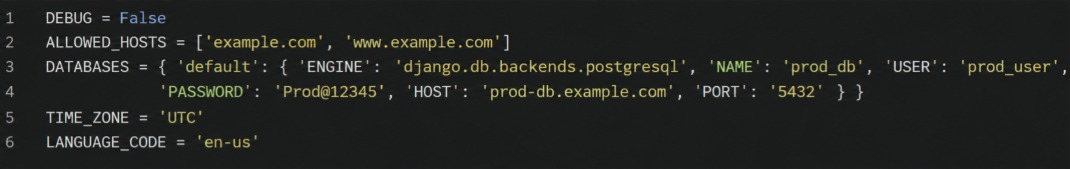 1 DEBUG = False
2 ALLOWED_HOSTS = ['example.com', 'www.example.com']
3 DATABASES = { 'default': { 'ENGINE': 'django.db.backends.postgresql', 'NAME': 'prod_db', 'USER': 'prod_user',
4 'PASSWORD': 'Prod@12345', 'HOST': 'prod-db.example.com', 'PORT': '5432' } }
5 TIME_ZONE = 'UTC'
6 LANGUAGE_CODE = 'en-us'